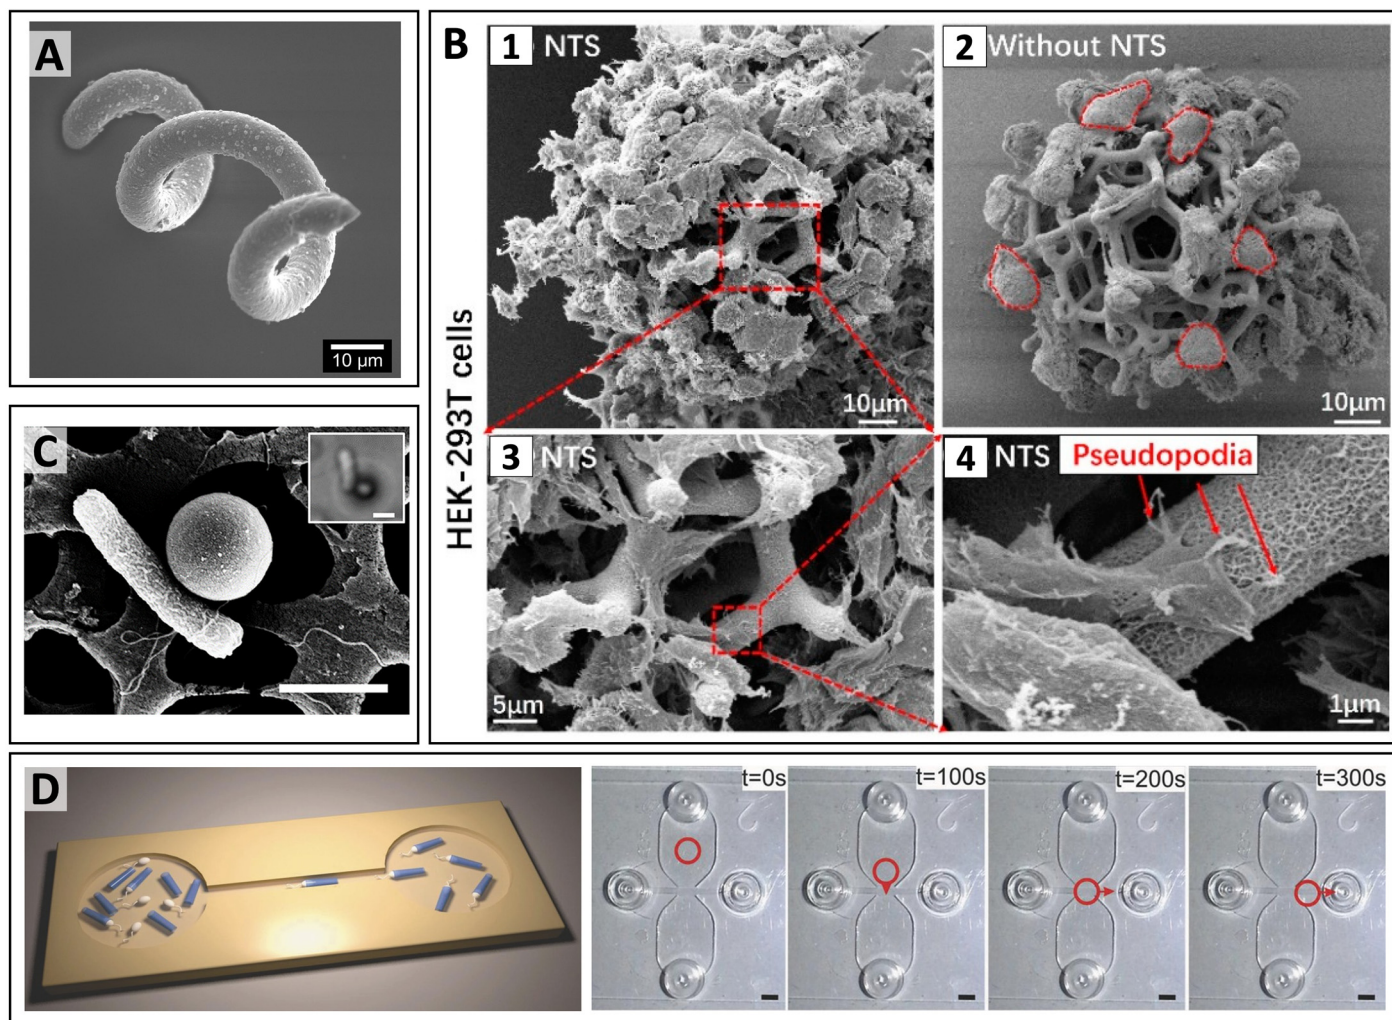 A
10 µm
B
HEK-293T cells
1 NTS
10µm
2 Without NTS
10µm
3 NTS
5µm
4 NTS Pseudopodia
1µm
C
D
t=0s
t=100s
t=200s
t=300s